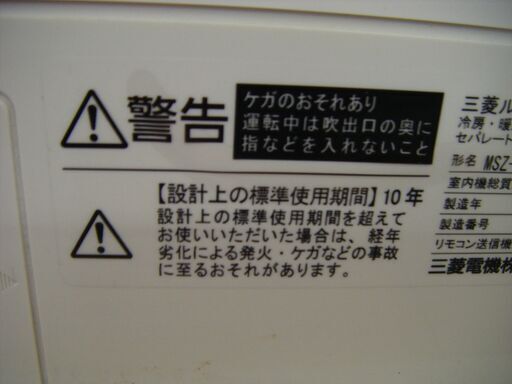 警告
ケガのおそれあり
運転中は吹出口の奥に
指などを入れないこと
【設計上の標準使用期間】10年
設計上の標準使用期間を超えて
お使いいただいた場合は、経年
劣化による発火・ケガなどの事故
に至るおそれがあります。
三菱ル
冷房・暖
セパレート
形名 MSZ-
室内機総質
製造年
製造番号
リモコン送信機
三菱電機株